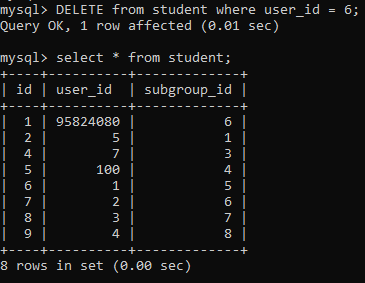 mysql> DELETE from student where user_id = 6;
Query OK, 1 row affected (0.01 sec)
mysql> select * from student;
+----+----------+-------------+
| id | user_id  | subgroup_id |
+----+----------+-------------+
|  1 | 95824080 |           6 |
|  2 |        5 |           1 |
|  4 |        7 |           3 |
|  5 |      100 |           4 |
|  6 |        1 |           5 |
|  7 |        2 |           6 |
|  8 |        3 |           7 |
|  9 |        4 |           8 |
+----+----------+-------------+
8 rows in set (0.00 sec)